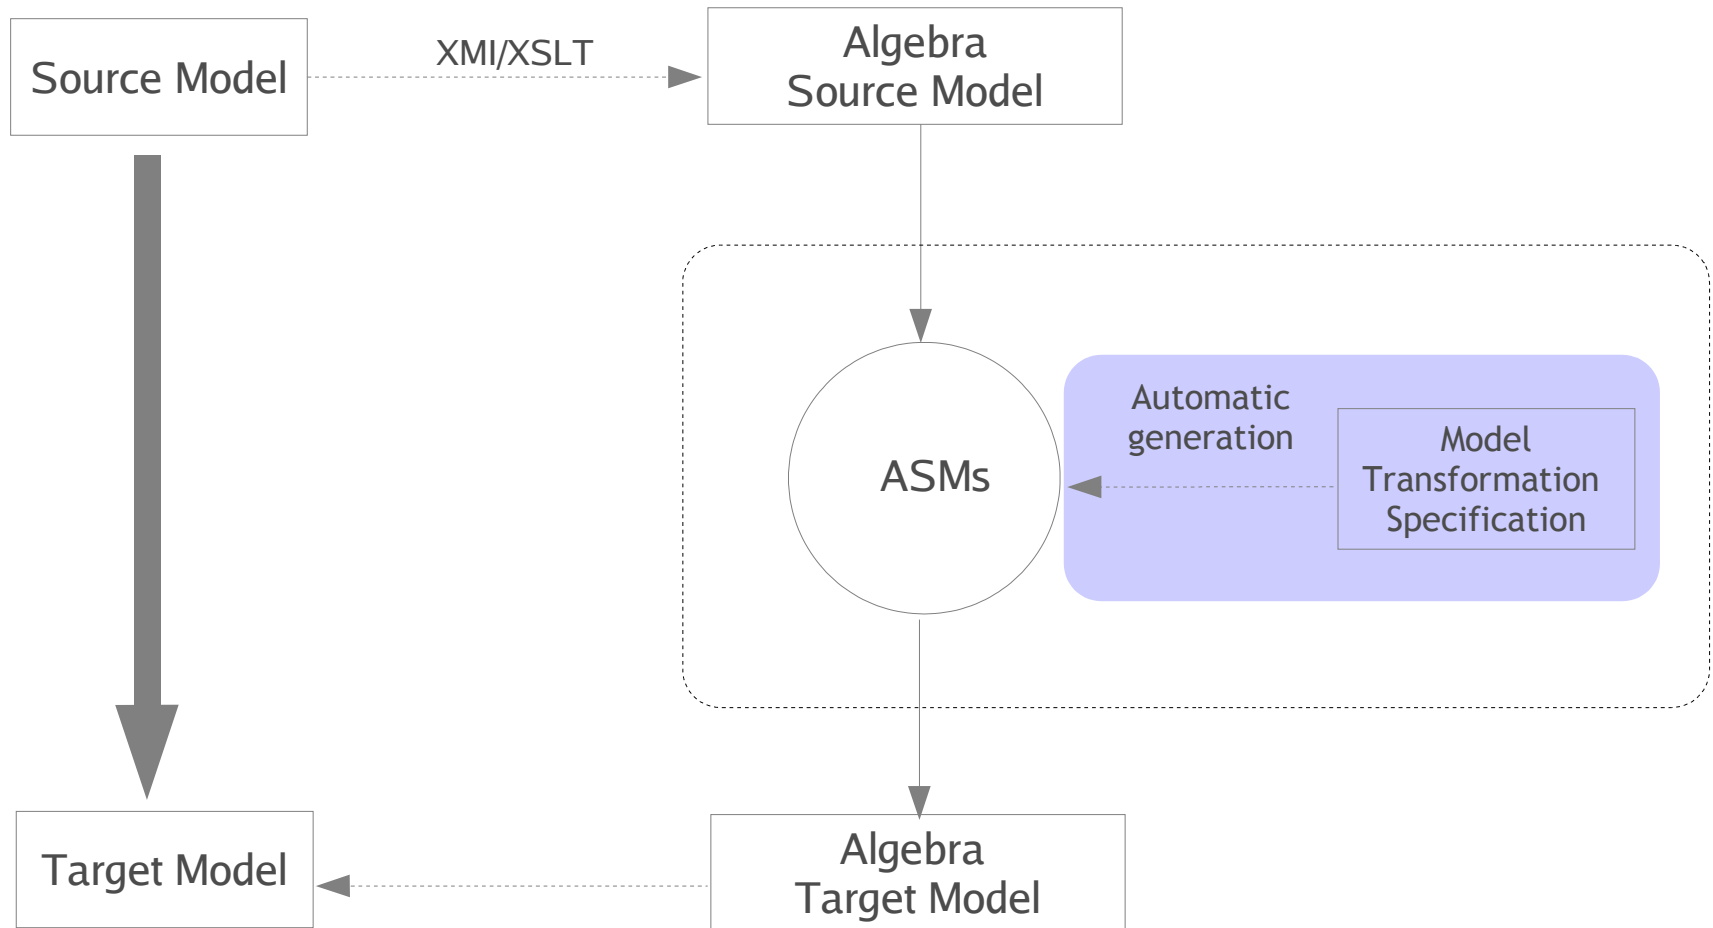 Source Model
XMI/XSLT
Algebra
Source Model
ASMs
Automatic
generation
Model
Transformation
Specification
Target Model
Algebra
Target Model